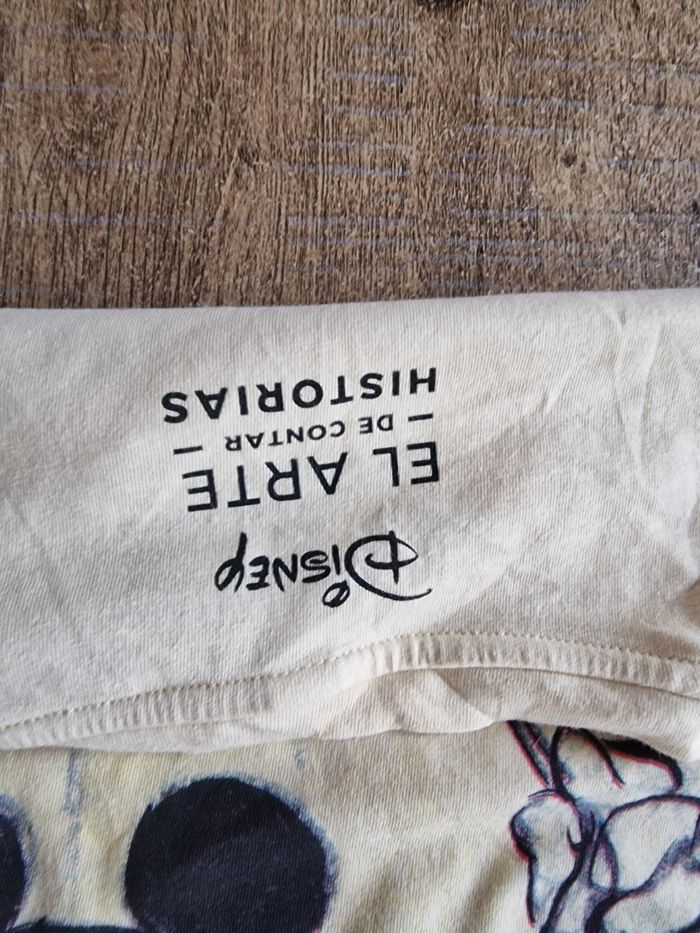 Disney
EL ARTE
— DE CONTAR —
HISTORIAS